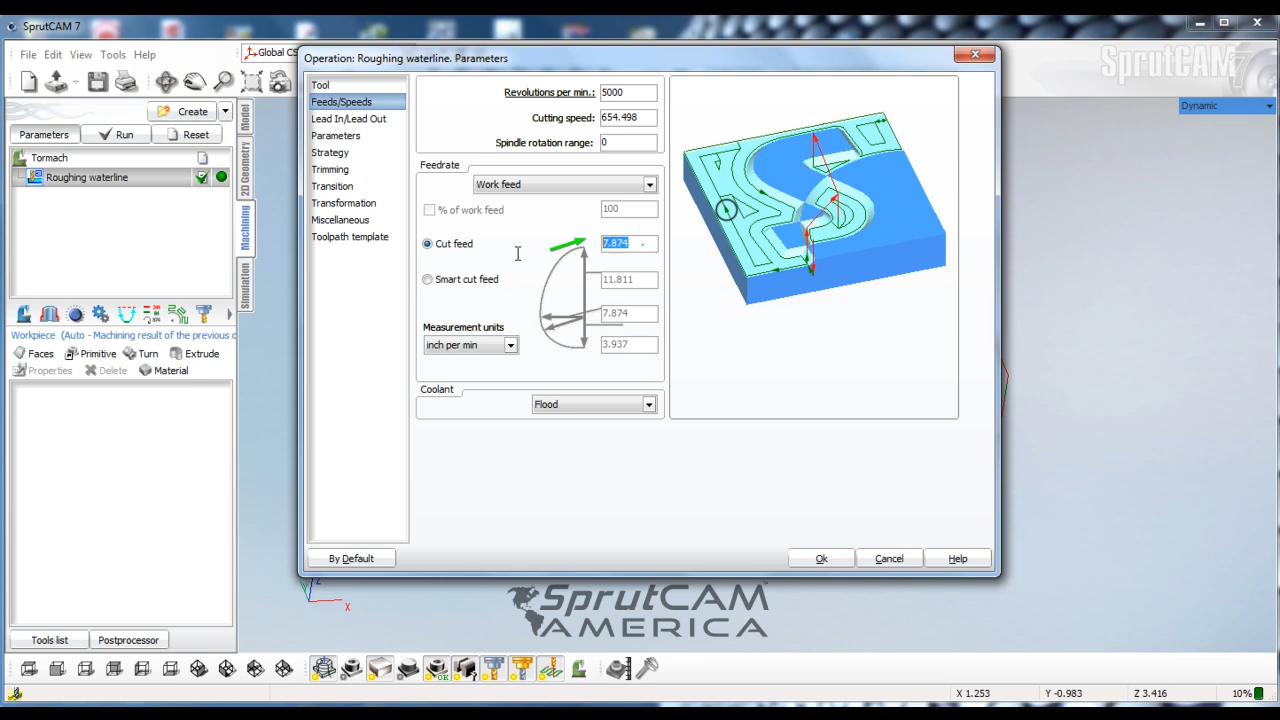 SprutCAM 7
File Edit View Tools Help
Global CS
Create
Parameters Run Reset
Tormach
Roughing waterline
Workpiece (Auto - Machining result of the previous o
Faces Primitive Turn Extrude
Properties Delete Material
Tools list Postprocessor
Model
2D Geometry
Machining
Simulation
Operation: Roughing waterline. Parameters
Tool
Feeds/Speeds
Lead In/Lead Out
Parameters
Strategy
Trimming
Transition
Transformation
Miscellaneous
Toolpath template
Revolutions per min.: 5000
Cutting speed: 654.498
Spindle rotation range: 0
Feedrate
Work feed
% of work feed 100
Cut feed 7.874
Smart cut feed 11.811
7.874
Measurement units
inch per min 3.937
Coolant
Flood
By Default Ok Cancel Help
SprutCAM 7
Dynamic
Z
X
SprutCAM™
AMERICA
OK
X 1.253 Y -0.983 Z 3.416 10%